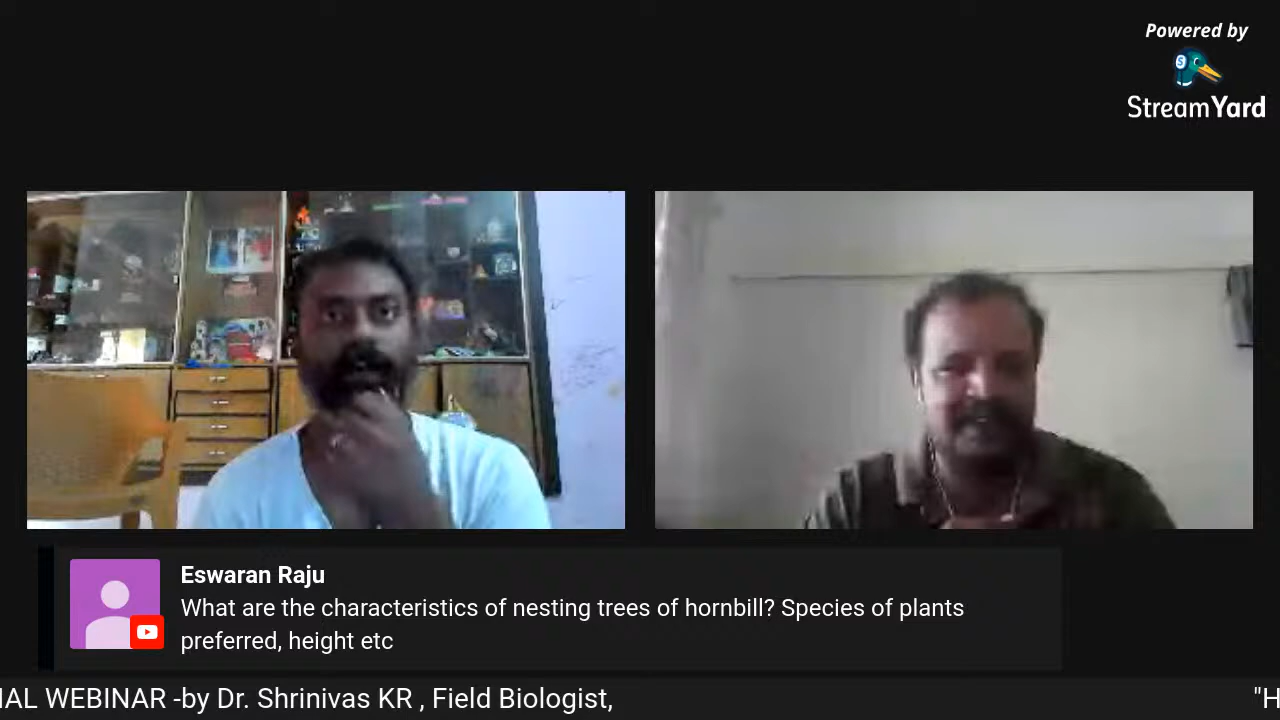 Powered by
StreamYard
Eswaran Raju
What are the characteristics of nesting trees of hornbill? Species of plants
preferred, height etc
IAL WEBINAR -by Dr. Shrinivas KR , Field Biologist, "H